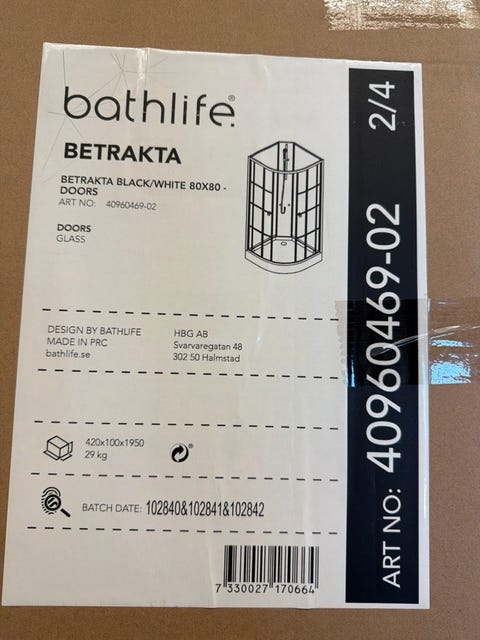 bathlife®
BETRAKTA
BETRAKTA BLACK/WHITE 80X80 -
DOORS
ART NO: 40960469-02
DOORS
GLASS
DESIGN BY BATHLIFE
MADE IN PRC
bathlife.se
HBG AB
Svarvaregatan 48
302 50 Halmstad
420x100x1950
29 kg
BATCH DATE: 102840&102841&102842
7 330027 170664
ART NO: 40960469-02 2/4